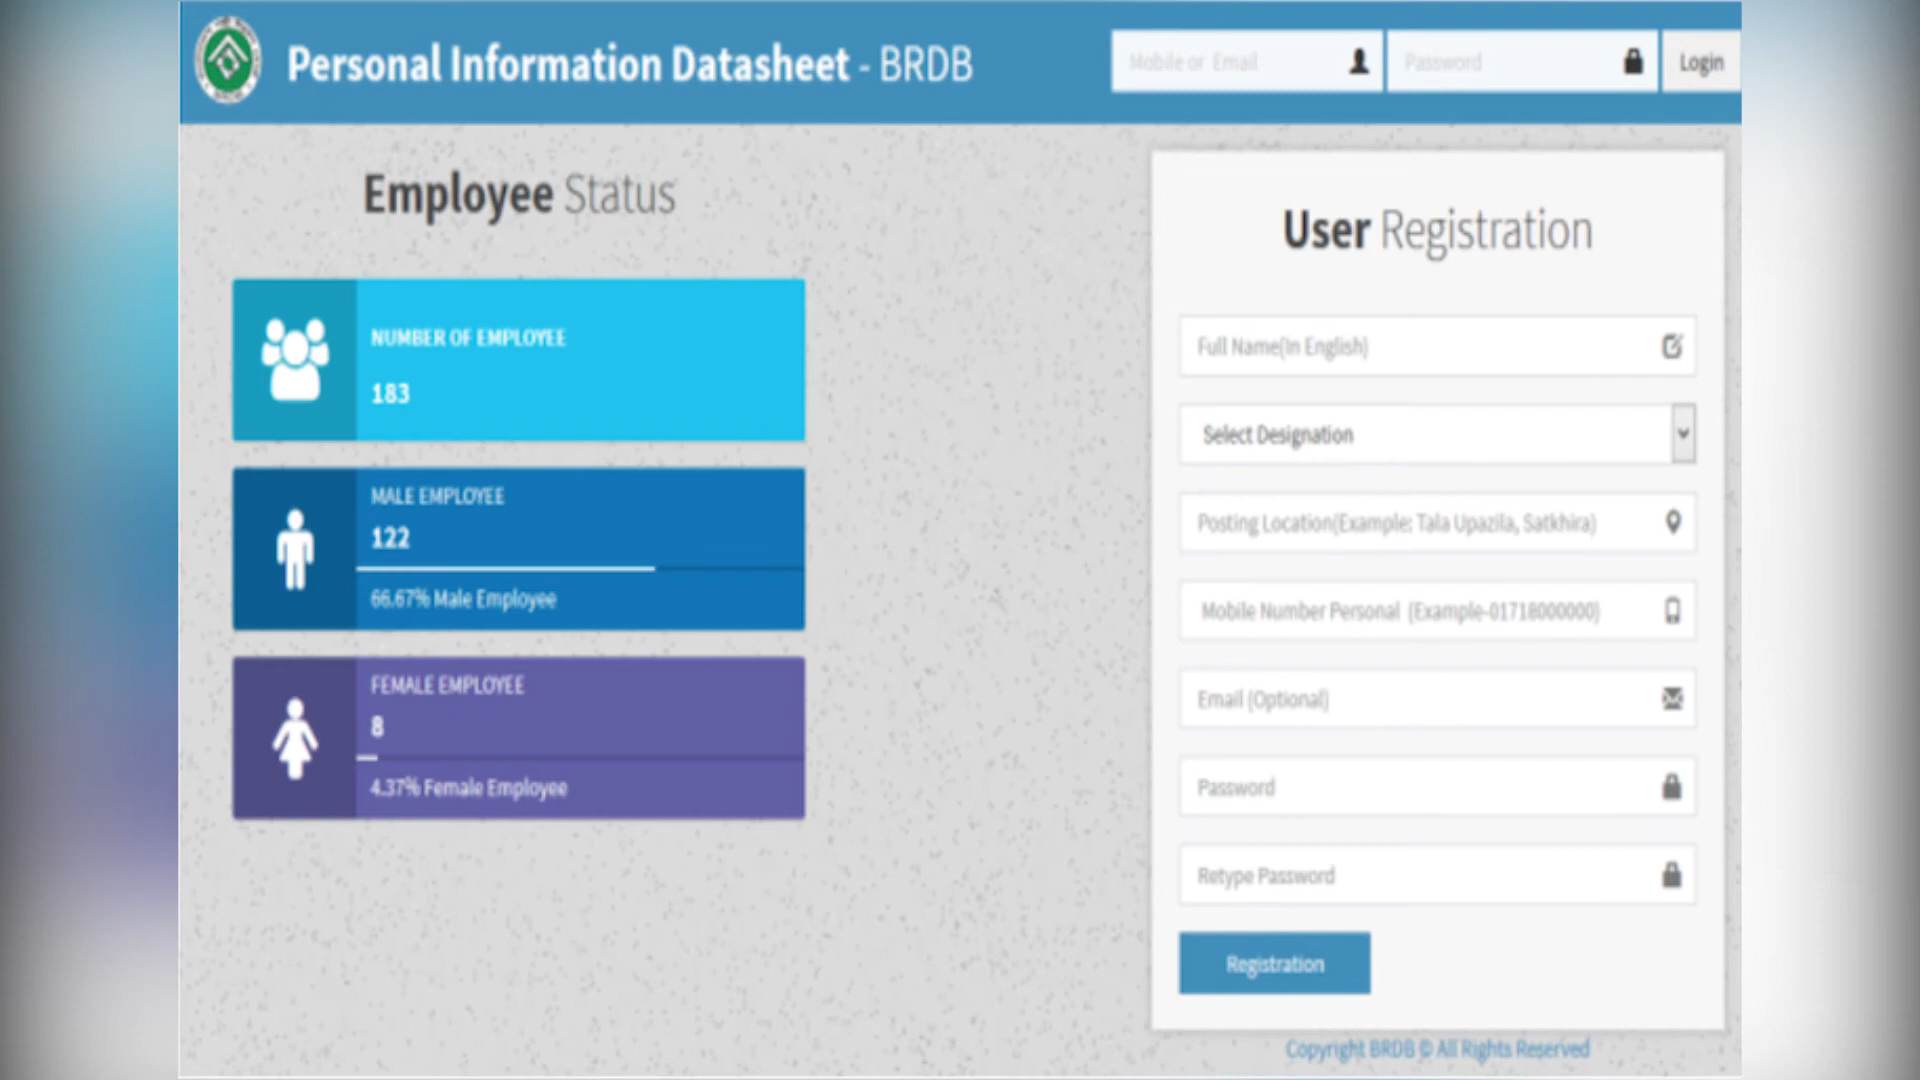 Personal Information Datasheet - BRDB
Mobile or Email
Password
Login
Employee Status
NUMBER OF EMPLOYEE
183
MALE EMPLOYEE
122
66.67% Male Employee
FEMALE EMPLOYEE
8
4.37% Female Employee
User Registration
Full Name(In English)
Select Designation
Posting Location(Example: Tala Upazila, Satkhira)
Mobile Number Personal (Example-01718000000)
Email (Optional)
Password
Retype Password
Registration
Copyright BRDB © All Rights Reserved